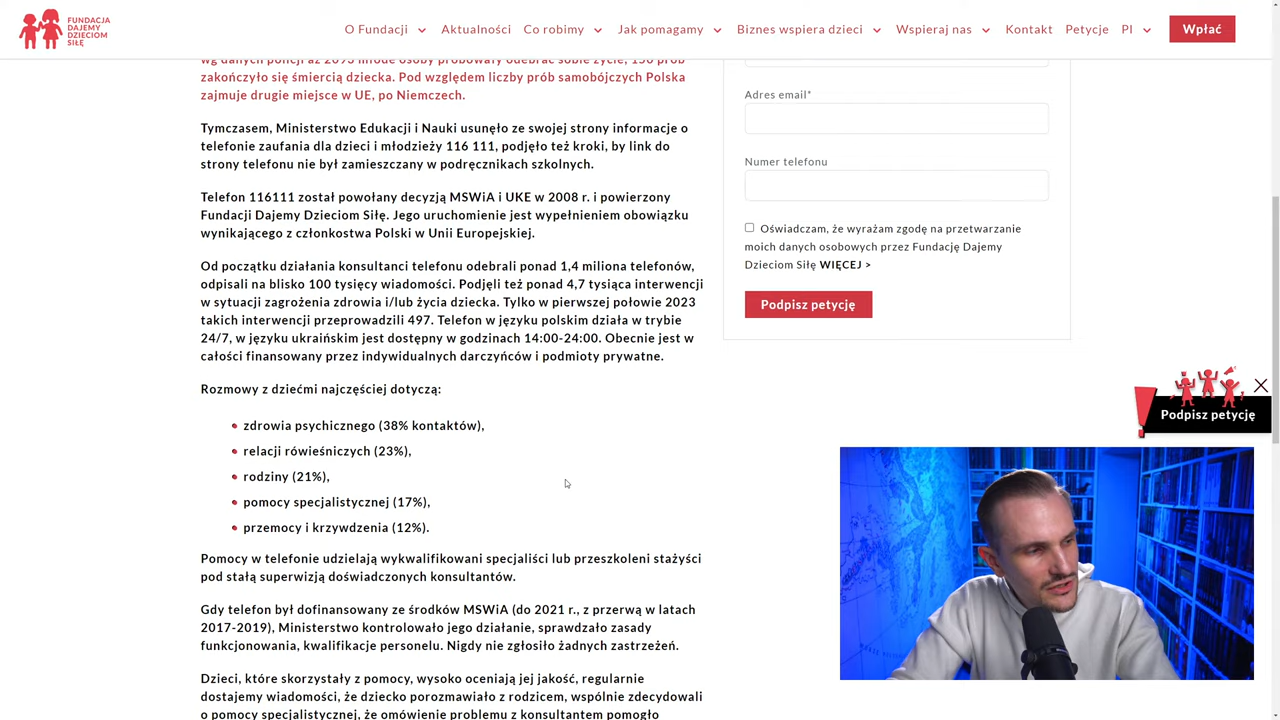 FUNDACJA
DAJEMY
DZIECIOM
SIŁĘ
O Fundacji
Aktualności
Co robimy
Jak pomagamy
Biznes wspiera dzieci
Wspieraj nas
Kontakt
Petycje
Pl
Wpłać
wg danych policji aż 2093 młode osoby próbowały odebrać sobie życie, 150 prób
zakończyło się śmiercią dziecka. Pod względem liczby prób samobójczych Polska
zajmuje drugie miejsce w UE, po Niemczech.
Tymczasem, Ministerstwo Edukacji i Nauki usunęło ze swojej strony informacje o
telefonie zaufania dla dzieci i młodzieży 116 111, podjęło też kroki, by link do
strony telefonu nie był zamieszczany w podręcznikach szkolnych.
Telefon 116111 został powołany decyzją MSWiA i UKE w 2008 r. i powierzony
Fundacji Dajemy Dzieciom Siłę. Jego uruchomienie jest wypełnieniem obowiązku
wynikającego z członkostwa Polski w Unii Europejskiej.
Od początku działania konsultanci telefonu odebrali ponad 1,4 miliona telefonów,
odpisali na blisko 100 tysięcy wiadomości. Podjęli też ponad 4,7 tysiąca interwencji
w sytuacji zagrożenia zdrowia i/lub życia dziecka. Tylko w pierwszej połowie 2023
takich interwencji przeprowadzili 497. Telefon w języku polskim działa w trybie
24/7, w języku ukraińskim jest dostępny w godzinach 14:00-24:00. Obecnie jest w
całości finansowany przez indywidualnych darczyńców i podmioty prywatne.
Rozmowy z dziećmi najczęściej dotyczą:
zdrowia psychicznego (38% kontaktów),
relacji rówieśniczych (23%),
rodziny (21%),
pomocy specjalistycznej (17%),
przemocy i krzywdzenia (12%).
Pomocy w telefonie udzielają wykwalifikowani specjaliści lub przeszkoleni stażyści
pod stałą superwizją doświadczonych konsultantów.
Gdy telefon był dofinansowany ze środków MSWiA (do 2021 r., z przerwą w latach
2017-2019), Ministerstwo kontrolowało jego działanie, sprawdzało zasady
funkcjonowania, kwalifikacje personelu. Nigdy nie zgłosiło żadnych zastrzeżeń.
Dzieci, które skorzystały z pomocy, wysoko oceniają jej jakość, regularnie
dostajemy wiadomości, że dziecko porozmawiało z rodzicem, wspólnie zdecydowali
o pomocy specjalistycznej, że omówienie problemu z konsultantem pomogło
Adres email*
Numer telefonu
Oświadczam, że wyrażam zgodę na przetwarzanie
moich danych osobowych przez Fundację Dajemy
Dzieciom Siłę WIĘCEJ >
Podpisz petycję
Podpisz petycję